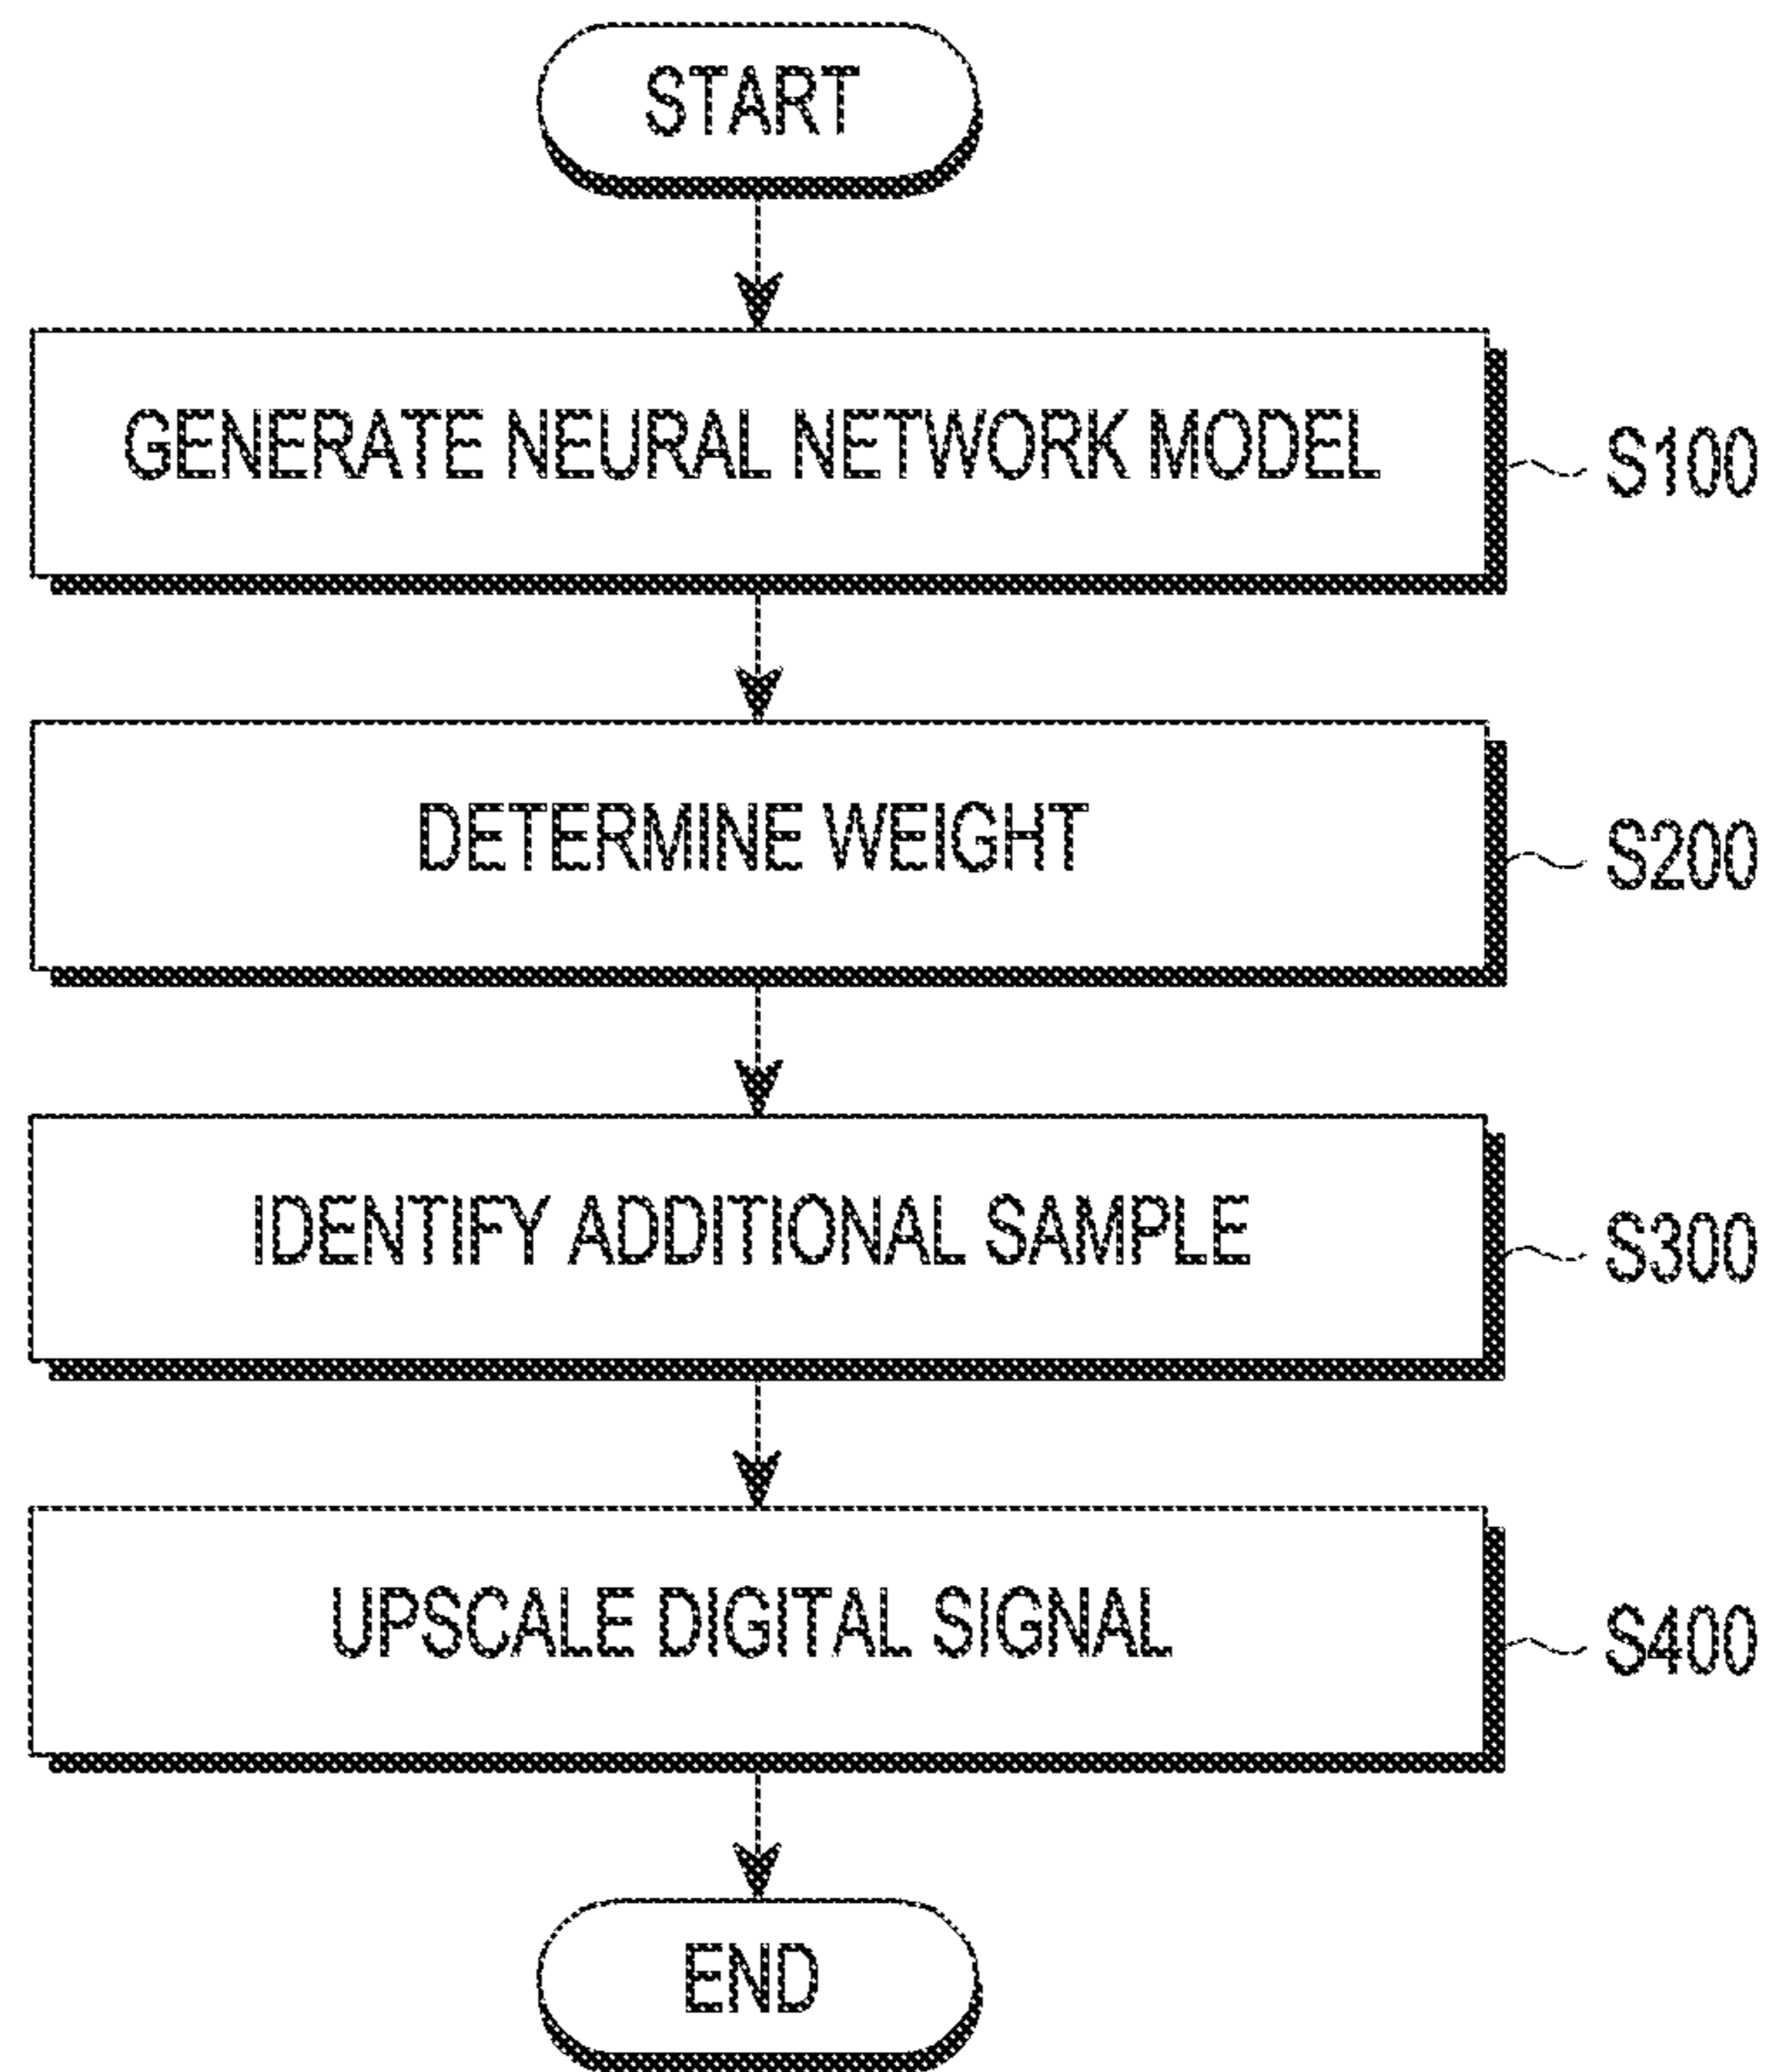 START
GENERATE NEURAL NETWORK MODEL
S100
DETERMINE WEIGHT
S200
IDENTIFY ADDITIONAL SAMPLE
S300
UPSCALE DIGITAL SIGNAL
S400
END